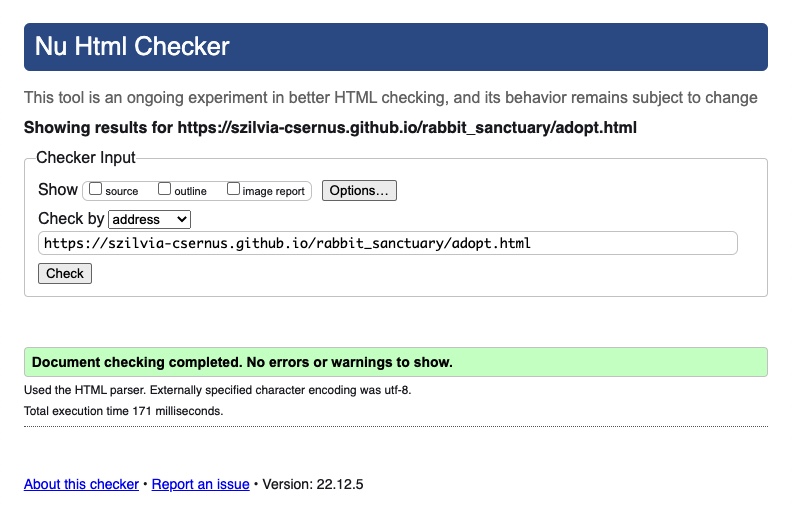 Nu Html Checker
This tool is an ongoing experiment in better HTML checking, and its behavior remains subject to change
Showing results for https://szilvia-csernus.github.io/rabbit_sanctuary/adopt.html
Checker Input
Show source outline image report Options...
Check by address
https://szilvia-csernus.github.io/rabbit_sanctuary/adopt.html
Check
Document checking completed. No errors or warnings to show.
Used the HTML parser. Externally specified character encoding was utf-8.
Total execution time 171 milliseconds.
About this checker • Report an issue • Version: 22.12.5